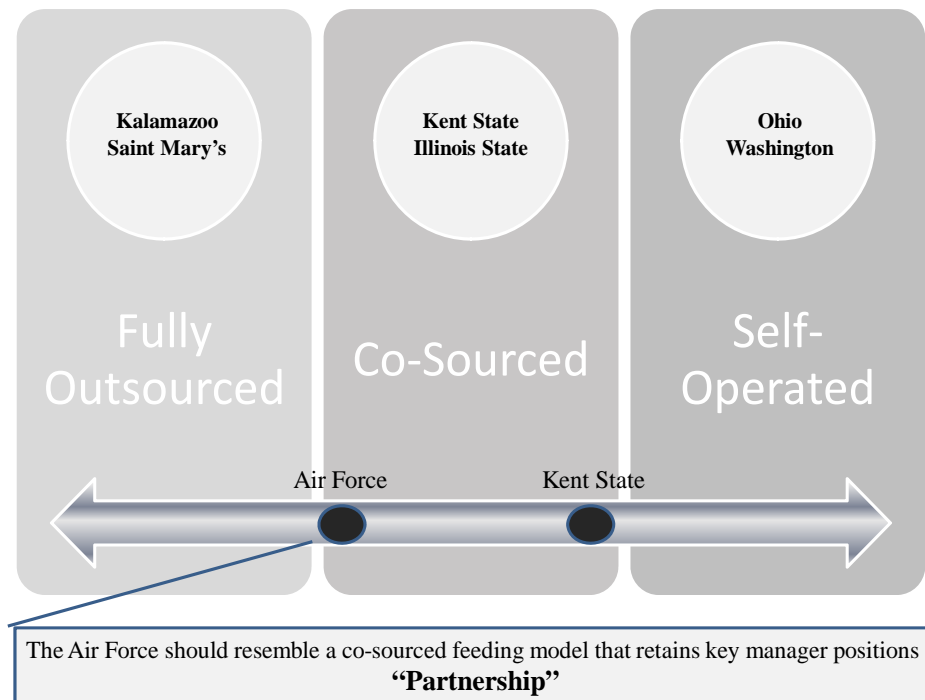 Kalamazoo
Saint Mary’s
Kent State
Illinois State
Ohio
Washington
Fully
Outsourced
Co-Sourced
Self-
Operated
Air Force
Kent State
The Air Force should resemble a co-sourced feeding model that retains key manager positions
“Partnership”